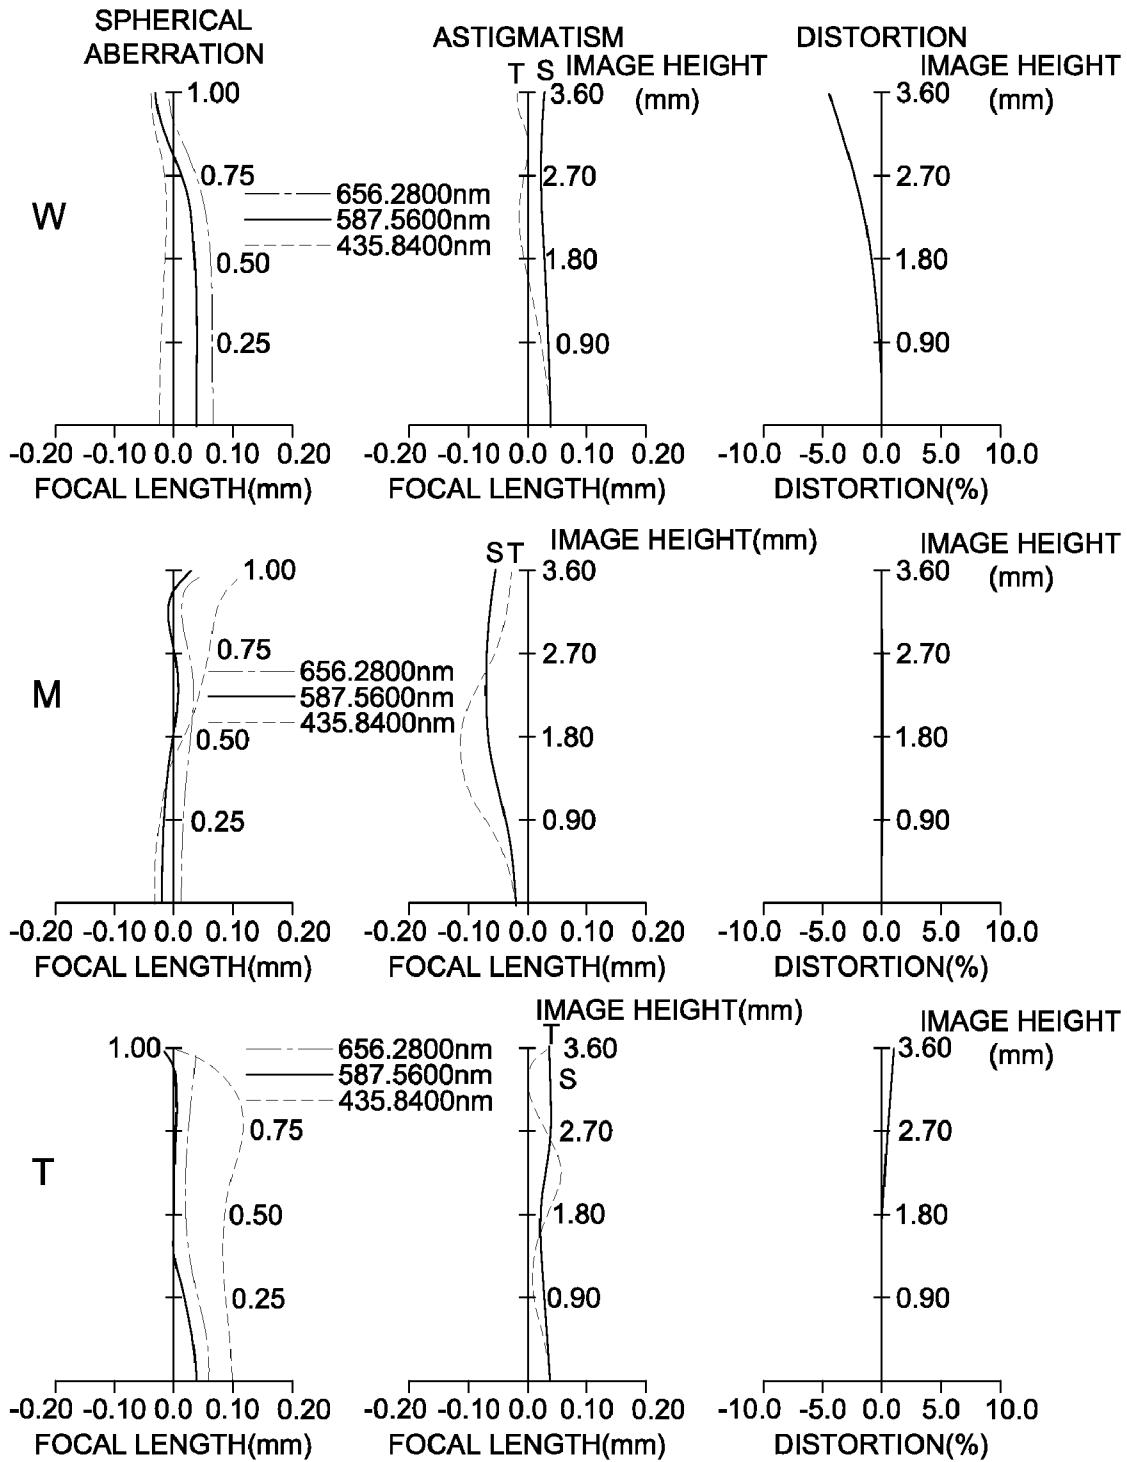 SPHERICAL
ABERRATION
ASTIGMATISM
DISTORTION
T S IMAGE HEIGHT
(mm)
IMAGE HEIGHT
(mm)
1.00
0.75
0.50
0.25
656.2800nm
587.5600nm
435.8400nm
3.60
2.70
1.80
0.90
3.60
2.70
1.80
0.90
W
-0.20 -0.10 0.0 0.10 0.20
FOCAL LENGTH(mm)
-0.20 -0.10 0.0 0.10 0.20
FOCAL LENGTH(mm)
-10.0 -5.0 0.0 5.0 10.0
DISTORTION(%)
S T IMAGE HEIGHT(mm)
IMAGE HEIGHT
(mm)
1.00
0.75
0.50
0.25
656.2800nm
587.5600nm
435.8400nm
3.60
2.70
1.80
0.90
3.60
2.70
1.80
0.90
M
-0.20 -0.10 0.0 0.10 0.20
FOCAL LENGTH(mm)
-0.20 -0.10 0.0 0.10 0.20
FOCAL LENGTH(mm)
-10.0 -5.0 0.0 5.0 10.0
DISTORTION(%)
IMAGE HEIGHT(mm)
T
S
IMAGE HEIGHT
(mm)
1.00
0.75
0.50
0.25
656.2800nm
587.5600nm
435.8400nm
3.60
2.70
1.80
0.90
3.60
2.70
1.80
0.90
T
-0.20 -0.10 0.0 0.10 0.20
FOCAL LENGTH(mm)
-0.20 -0.10 0.0 0.10 0.20
FOCAL LENGTH(mm)
-10.0 -5.0 0.0 5.0 10.0
DISTORTION(%)